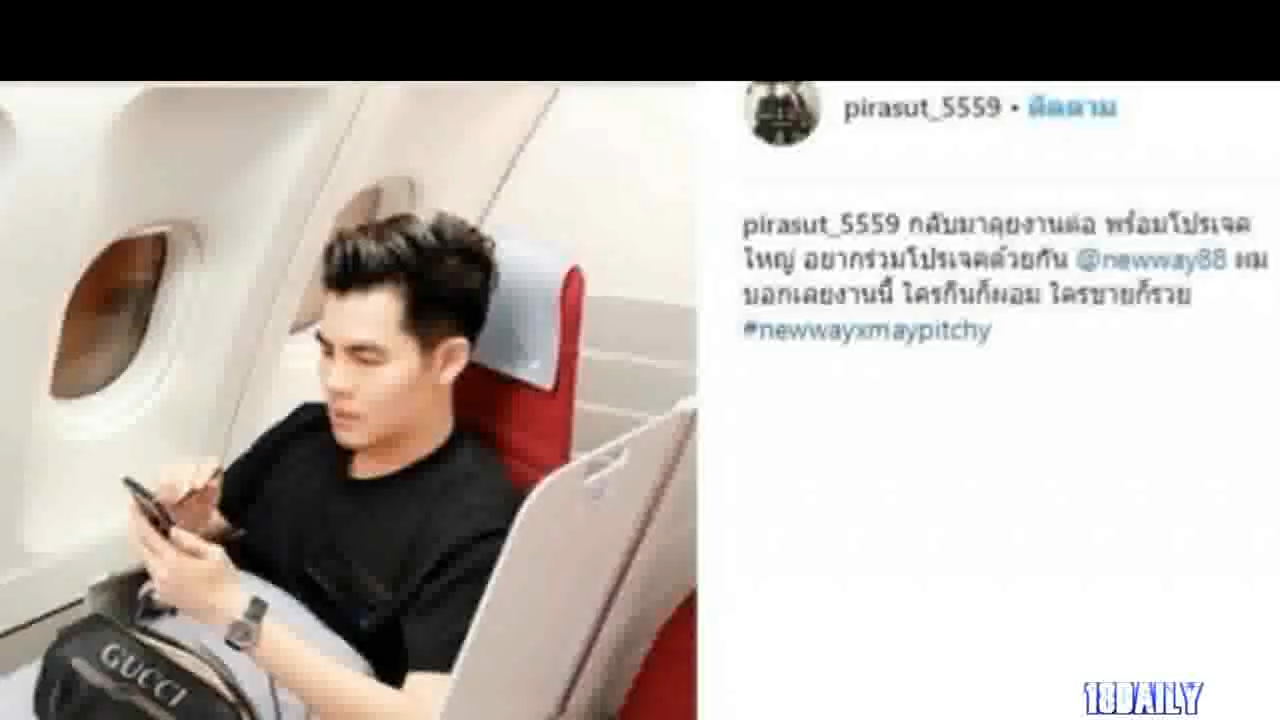 pirasut_5559 • ติดตาม
pirasut_5559 กลับมาลุยงานต่อ พร้อมโปรเจค
ใหญ่ อยากร่วมโปรเจคด้วยกัน @newway88 ผม
บอกเลยงานนี้ ใครกินก็ผอม ใครขายก็รวย
#newwayxmaypitchy
GUCCI
18DAILY